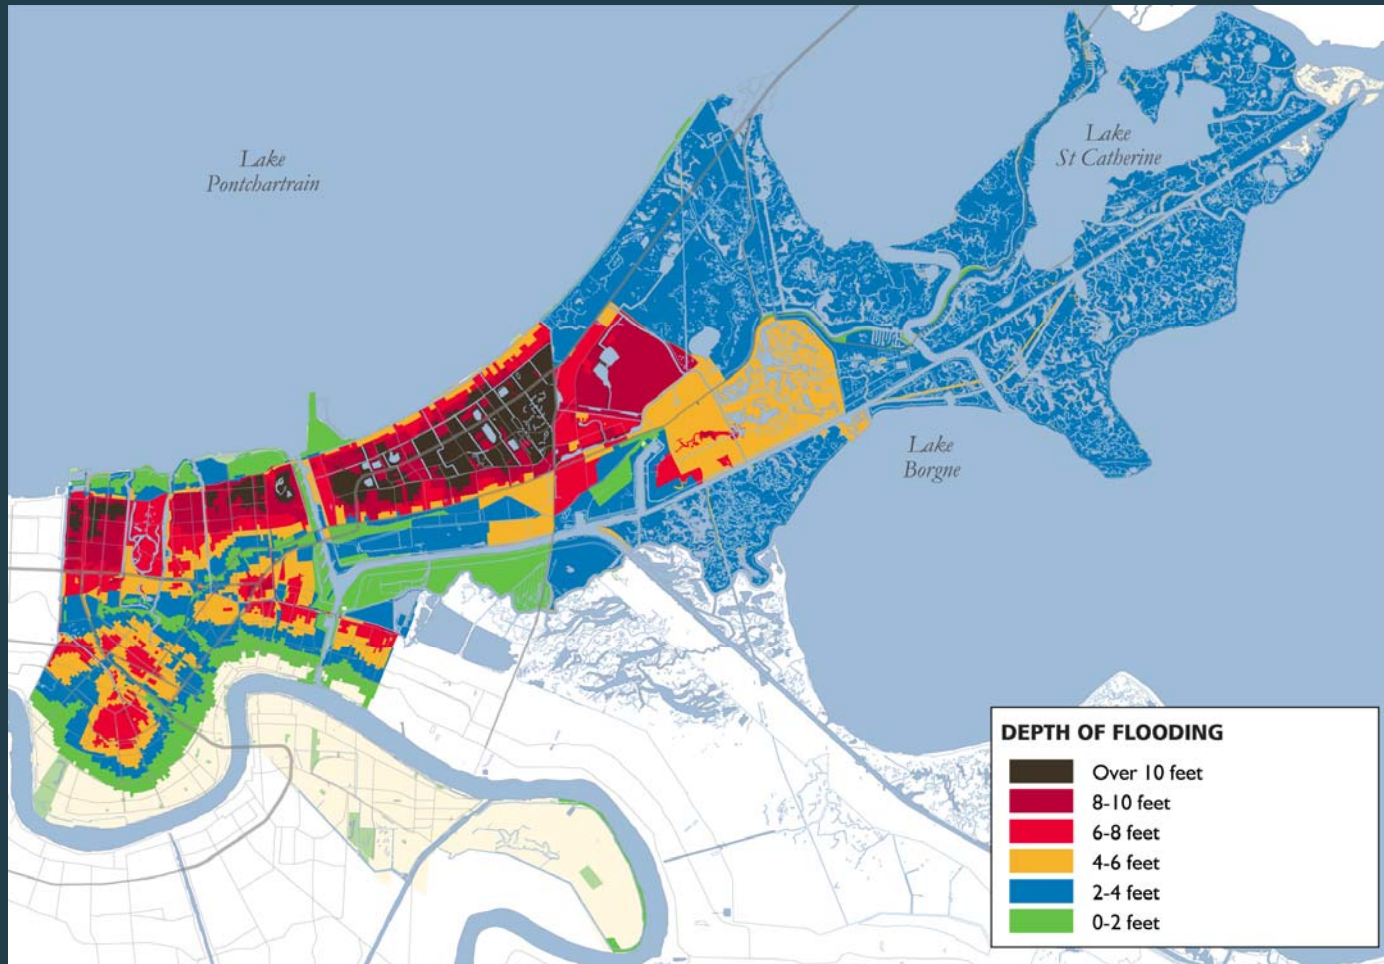 Lake
Pontchartrain
Lake
St Catherine
Lake
Borgne
DEPTH OF FLOODING
Over 10 feet
8-10 feet
6-8 feet
4-6 feet
2-4 feet
0-2 feet